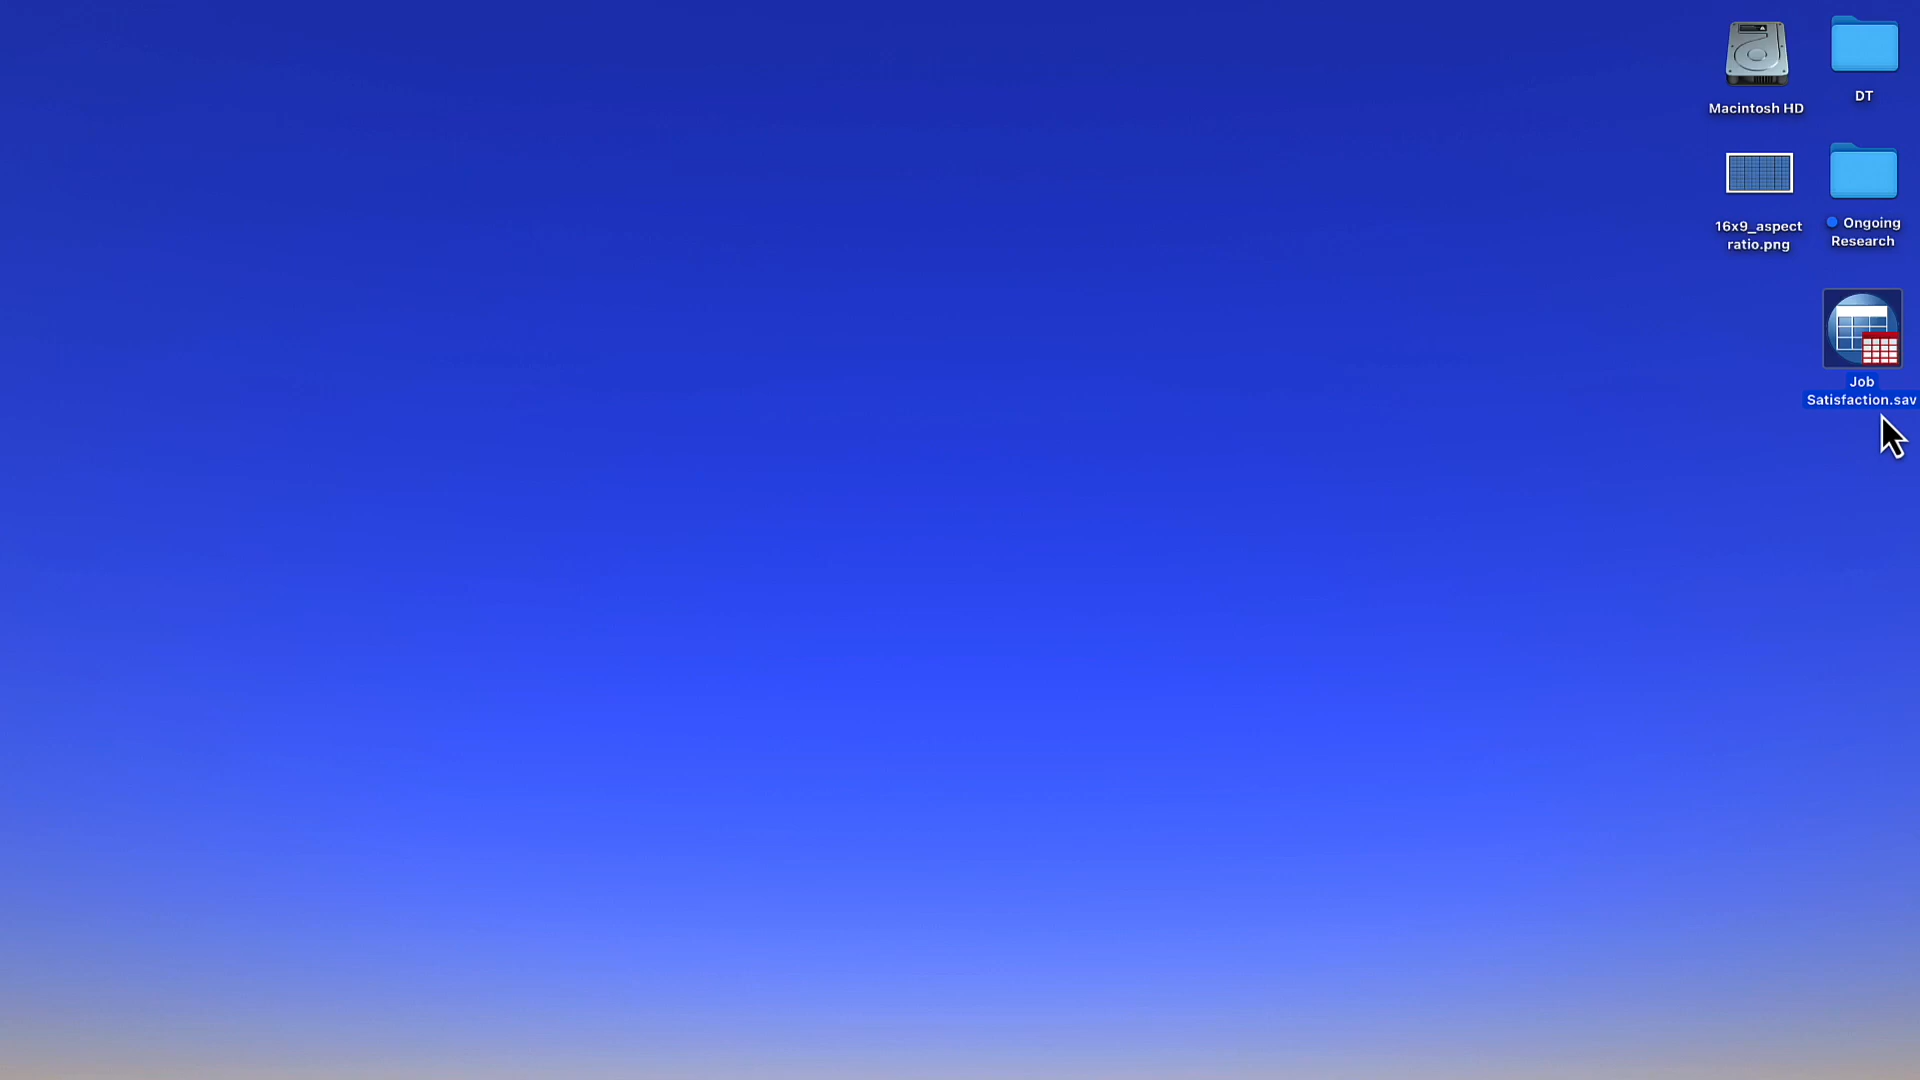 Macintosh HD
DT
16x9_aspect
ratio.png
Ongoing
Research
Job
Satisfaction.sav